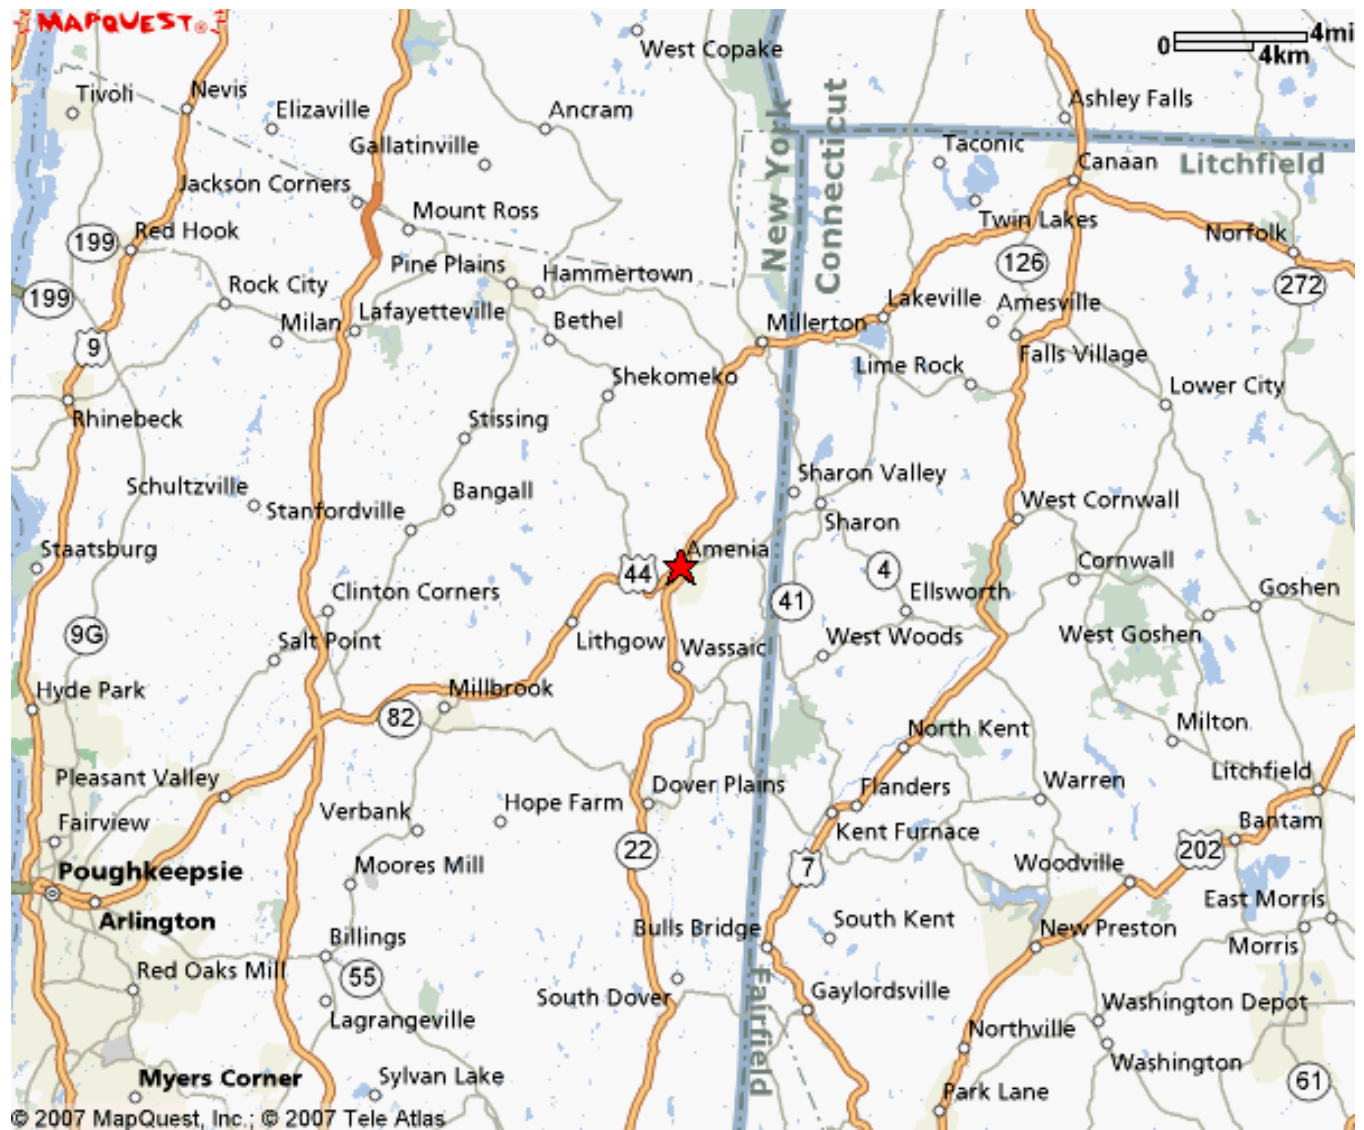 MAPQUEST®
West Copake
0 4mi
4km
Tivoli
Nevis
Elizaville
Ancram
Ashley Falls
Gallatinville
Taconic
Canaan
Litchfield
New York
Connecticut
Jackson Corners
Mount Ross
Twin Lakes
199
Red Hook
Norfolk
126
Pine Plains
Hammertown
272
199
Rock City
Lakeville
Amesville
Milan
Lafayetteville
Bethel
Millerton
9
Falls Village
Lime Rock
Shekomeko
Lower City
Rhinebeck
Stissing
Schultzville
Bangall
Sharon Valley
West Cornwall
Stanfordville
Sharon
Staatsburg
Amenia
44
4
Cornwall
Goshen
Clinton Corners
41
Ellsworth
9G
Salt Point
Lithgow
Wassaic
West Woods
West Goshen
Hyde Park
Millbrook
82
North Kent
Milton
Pleasant Valley
Dover Plains
Flanders
Warren
Litchfield
Verbank
Hope Farm
Fairview
Kent Furnace
Bantam
22
7
202
Poughkeepsie
Moores Mill
Woodville
Arlington
East Morris
Billings
Bulls Bridge
South Kent
New Preston
Morris
Red Oaks Mill
55
South Dover
Fairfield
Gaylordsville
Washington Depot
Lagrangeville
Northville
Washington
Myers Corner
Sylvan Lake
Park Lane
61
© 2007 MapQuest, Inc.; © 2007 Tele Atlas